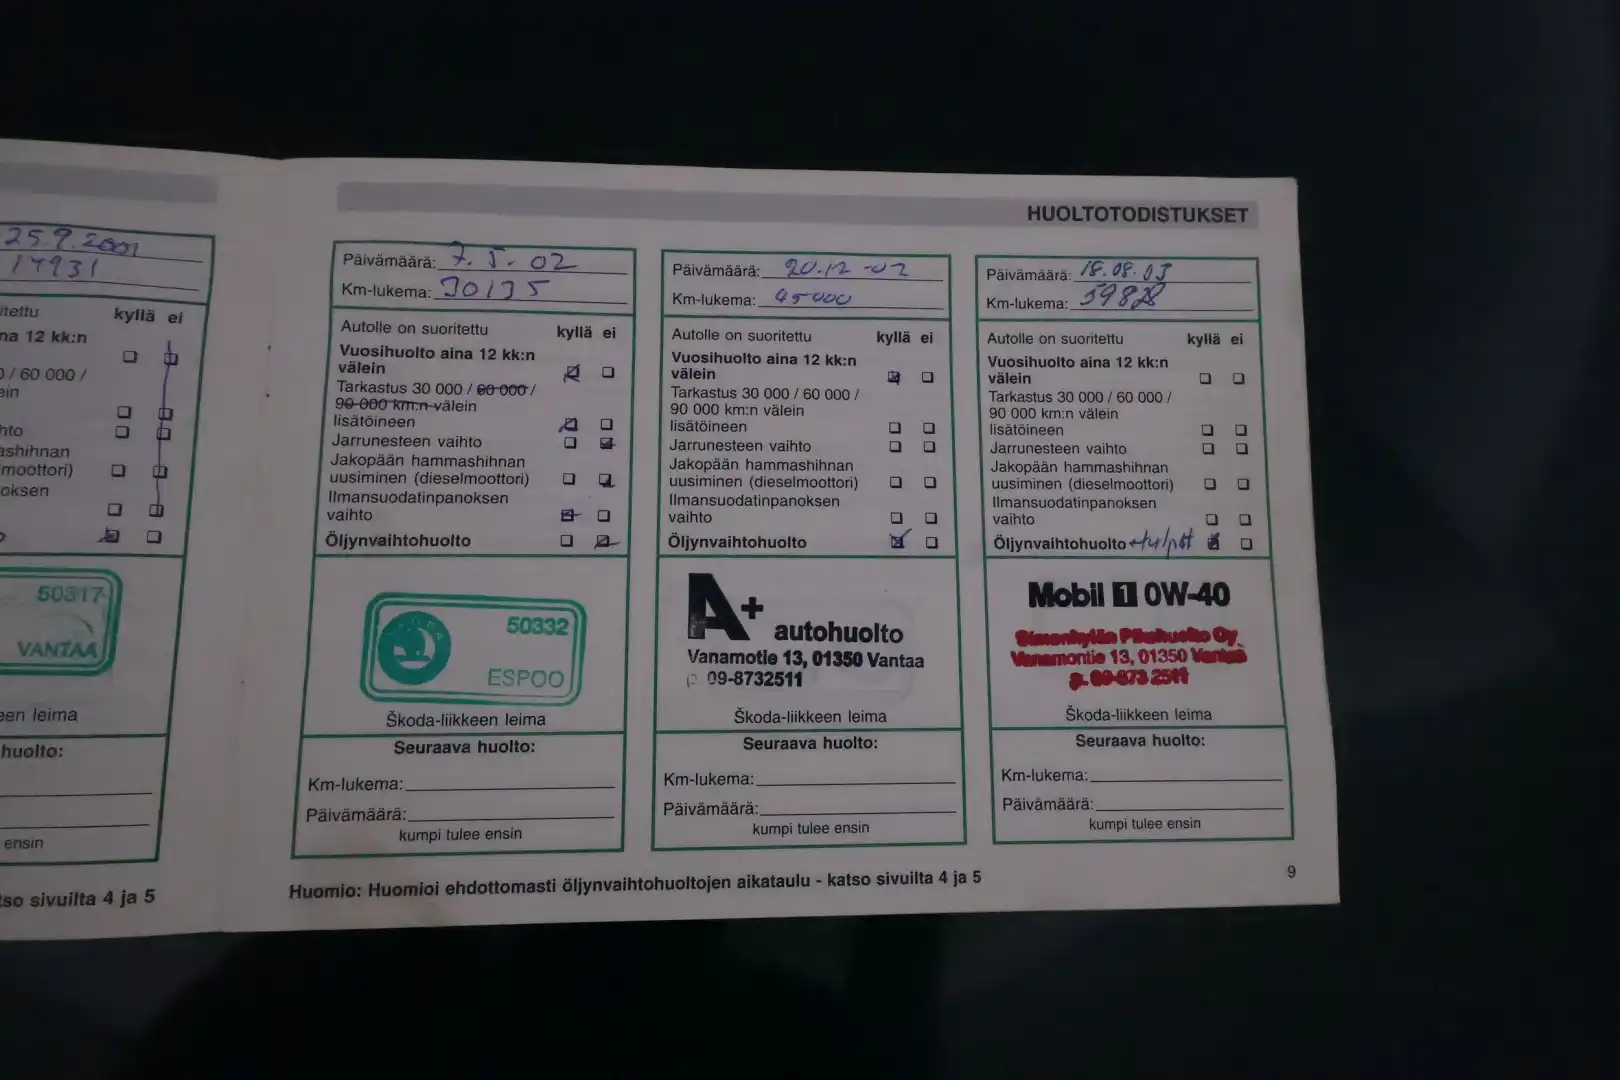 25.9.2001
17931
itettu kyllä ei
na 12 kk:n
0 / 60 000 /
ein
hto
ashihnan
moottori)
oksen
50317
VANTAA
een leima
huolto:
ensin
tso sivuilta 4 ja 5
HUOLTOTODISTUKSET
Päivämäärä: 7.5.02
Km-lukema: 30135
Autolle on suoritettu kyllä ei
Vuosihuolto aina 12 kk:n
välein
Tarkastus 30 000 / 60 000 /
90 000 km:n välein
lisätöineen
Jarrunesteen vaihto
Jakopään hammashihnan
uusiminen (dieselmoottori)
Ilmansuodatinpanoksen
vaihto
Öljynvaihtohuolto
50332
ESPOO
Škoda-liikkeen leima
Seuraava huolto:
Km-lukema:
Päivämäärä:
kumpi tulee ensin
Päivämäärä: 20.12-02
Km-lukema: 45000
Autolle on suoritettu kyllä ei
Vuosihuolto aina 12 kk:n
välein
Tarkastus 30 000 / 60 000 /
90 000 km:n välein
lisätöineen
Jarrunesteen vaihto
Jakopään hammashihnan
uusiminen (dieselmoottori)
Ilmansuodatinpanoksen
vaihto
Öljynvaihtohuolto
A+ autohuolto
Vanamotie 13, 01350 Vantaa
09-8732511
Škoda-liikkeen leima
Seuraava huolto:
Km-lukema:
Päivämäärä:
kumpi tulee ensin
Päivämäärä: 18.08.03
Km-lukema: 59828
Autolle on suoritettu kyllä ei
Vuosihuolto aina 12 kk:n
välein
Tarkastus 30 000 / 60 000 /
90 000 km:n välein
lisätöineen
Jarrunesteen vaihto
Jakopään hammashihnan
uusiminen (dieselmoottori)
Ilmansuodatinpanoksen
vaihto
Öljynvaihtohuolto
Mobil 1 0W-40
Pikahuolto Oy
Vanamontie 13, 01350 Vantaa
p. 09-873 2511
Škoda-liikkeen leima
Seuraava huolto:
Km-lukema:
Päivämäärä:
kumpi tulee ensin
Huomio: Huomioi ehdottomasti öljynvaihtohuoltojen aikataulu - katso sivuilta 4 ja 5
9